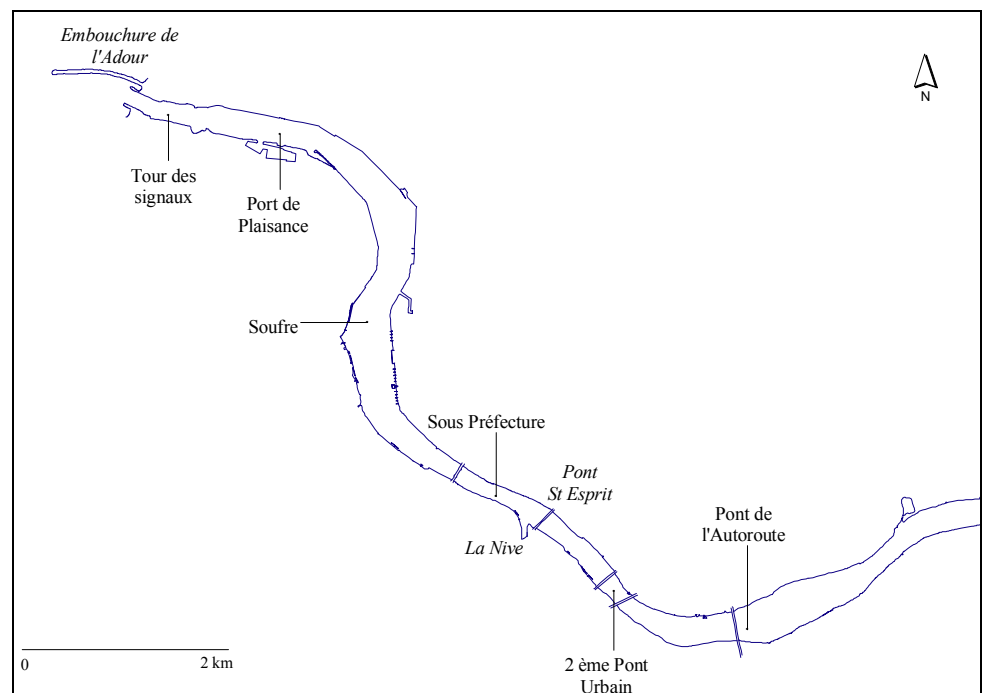 Embouchure de
l'Adour
N
Tour des
signaux
Port de
Plaisance
Soufre
Sous Préfecture
Pont
St Esprit
Pont de
l'Autoroute
La Nive
2 ème Pont
Urbain
0
2 km